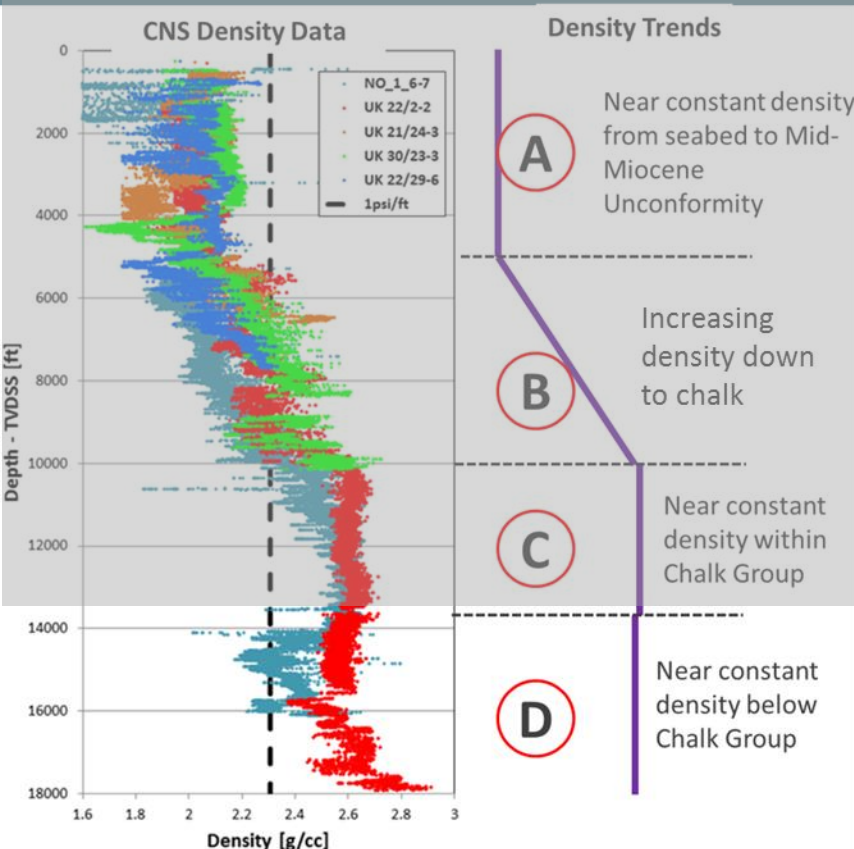 CNS Density Data
Density Trends
0
2000
4000
6000
8000
10000
12000
14000
16000
18000
Depth - TVDSS [ft]
NO_1_6-7
UK 22/2-2
UK 21/24-3
UK 30/23-3
UK 22/29-6
1psi/ft
1.6
1.8
2
2.2
2.4
2.6
2.8
3
Density [g/cc]
A
Near constant density
from seabed to Mid-
Miocene
Unconformity
B
Increasing
density down
to chalk
C
Near constant
density within
Chalk Group
D
Near constant
density below
Chalk Group